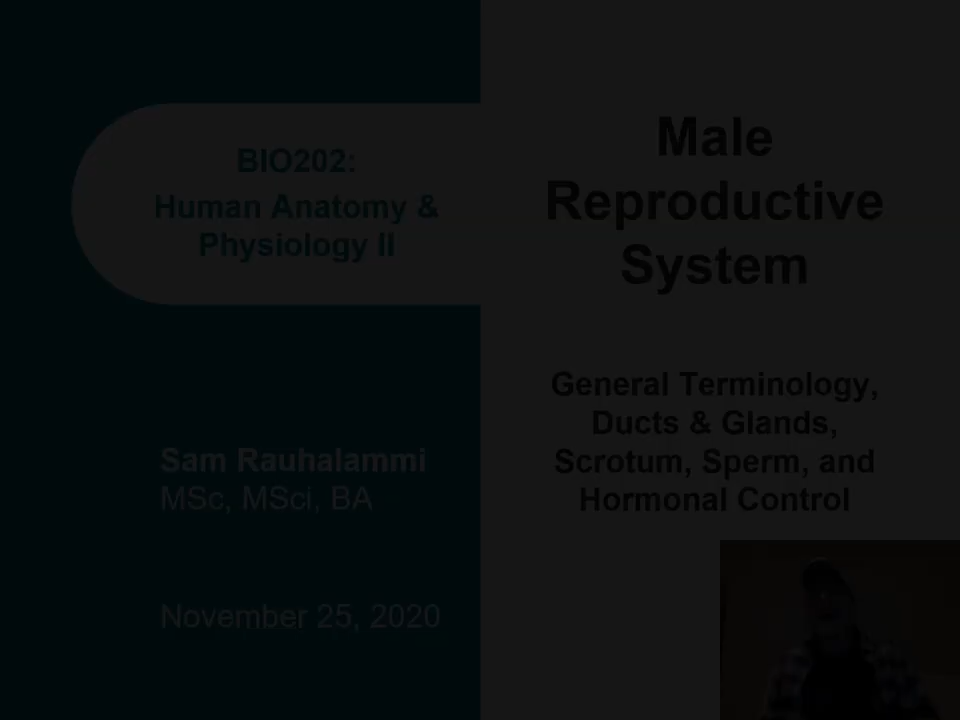 BIO202:
Human Anatomy &
Physiology II
Male
Reproductive
System
General Terminology,
Ducts & Glands,
Scrotum, Sperm, and
Hormonal Control
Sam Rauhalammi
MSc, MSci, BA
November 25, 2020